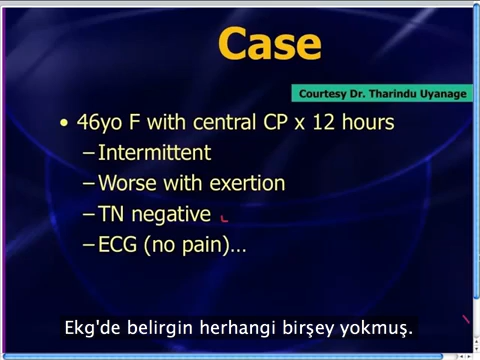 Case
Courtesy Dr. Tharindu Uyanage
• 46yo F with central CP x 12 hours
–Intermittent
–Worse with exertion
–TN negative
–ECG (no pain)…
Ekg'de belirgin herhangi birşey yokmuş.